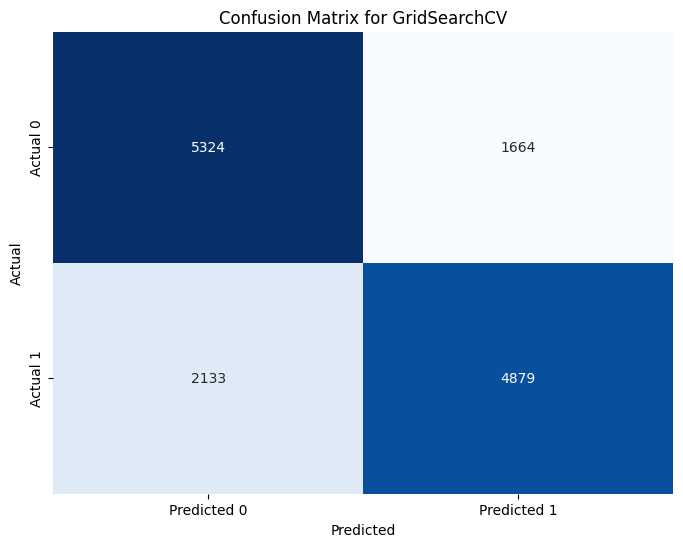 Confusion Matrix for GridSearchCV
Actual
Actual 0
5324
1664
Actual 1
2133
4879
Predicted 0
Predicted 1
Predicted